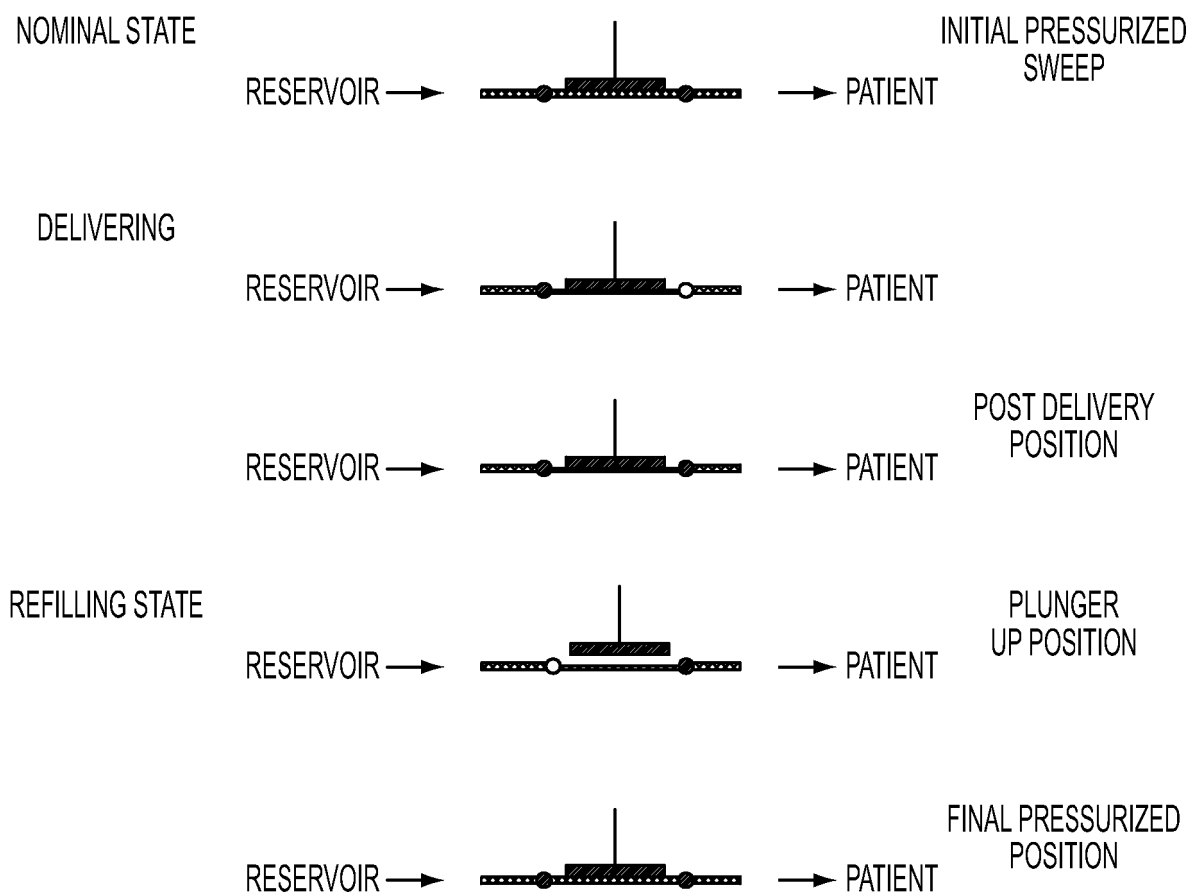 NOMINAL STATE
INITIAL PRESSURIZED
SWEEP
RESERVOIR
PATIENT
DELIVERING
RESERVOIR
PATIENT
POST DELIVERY
POSITION
RESERVOIR
PATIENT
REFILLING STATE
PLUNGER
UP POSITION
RESERVOIR
PATIENT
FINAL PRESSURIZED
POSITION
RESERVOIR
PATIENT